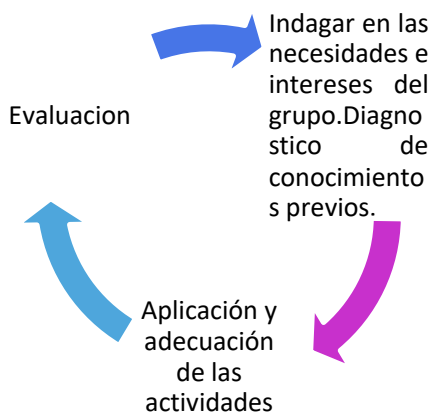 Indagar en las
necesidades e
intereses del
grupo.Diagno
stico de
conocimiento
s previos.
Aplicación y
adecuación
de las
actividades
Evaluacion